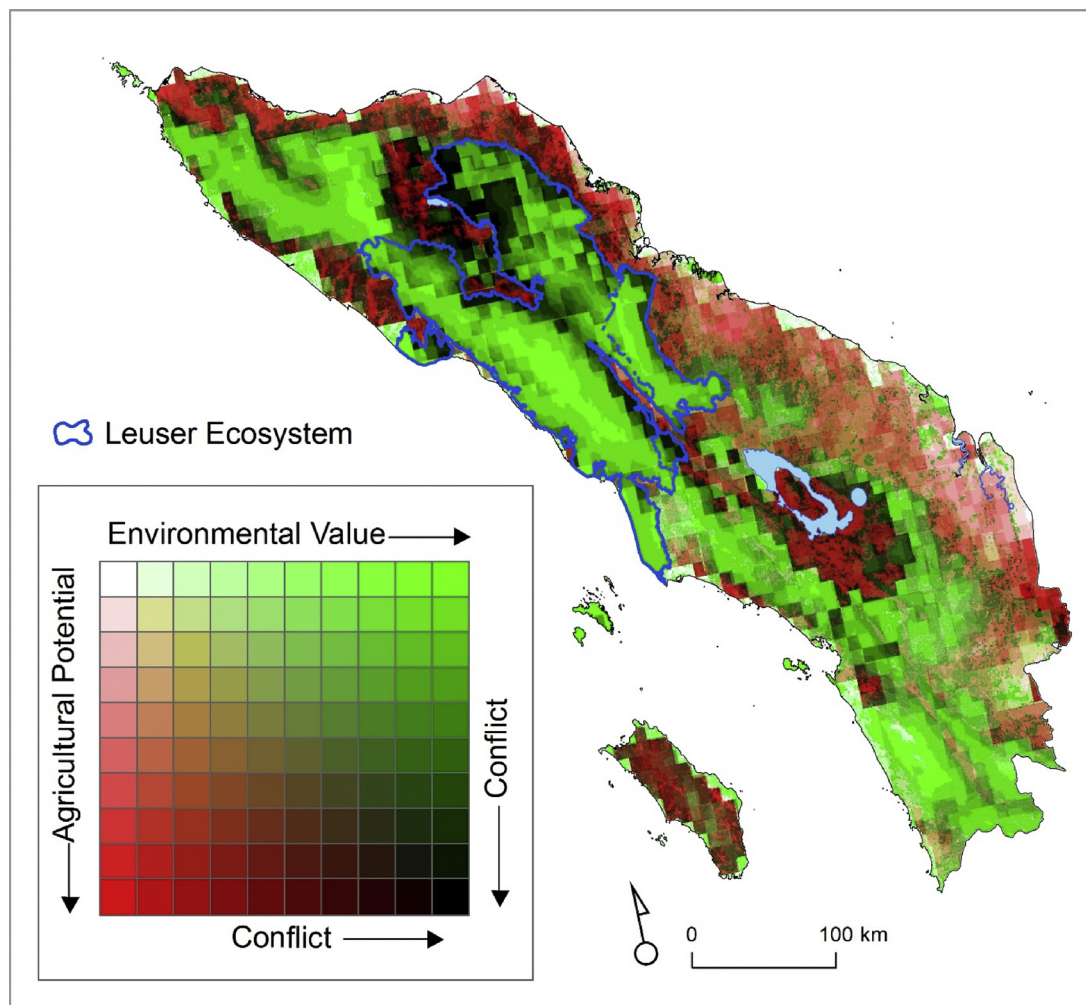 Leuser Ecosystem
Environmental Value
Agricultural Potential
Conflict
Conflict
0 100 km